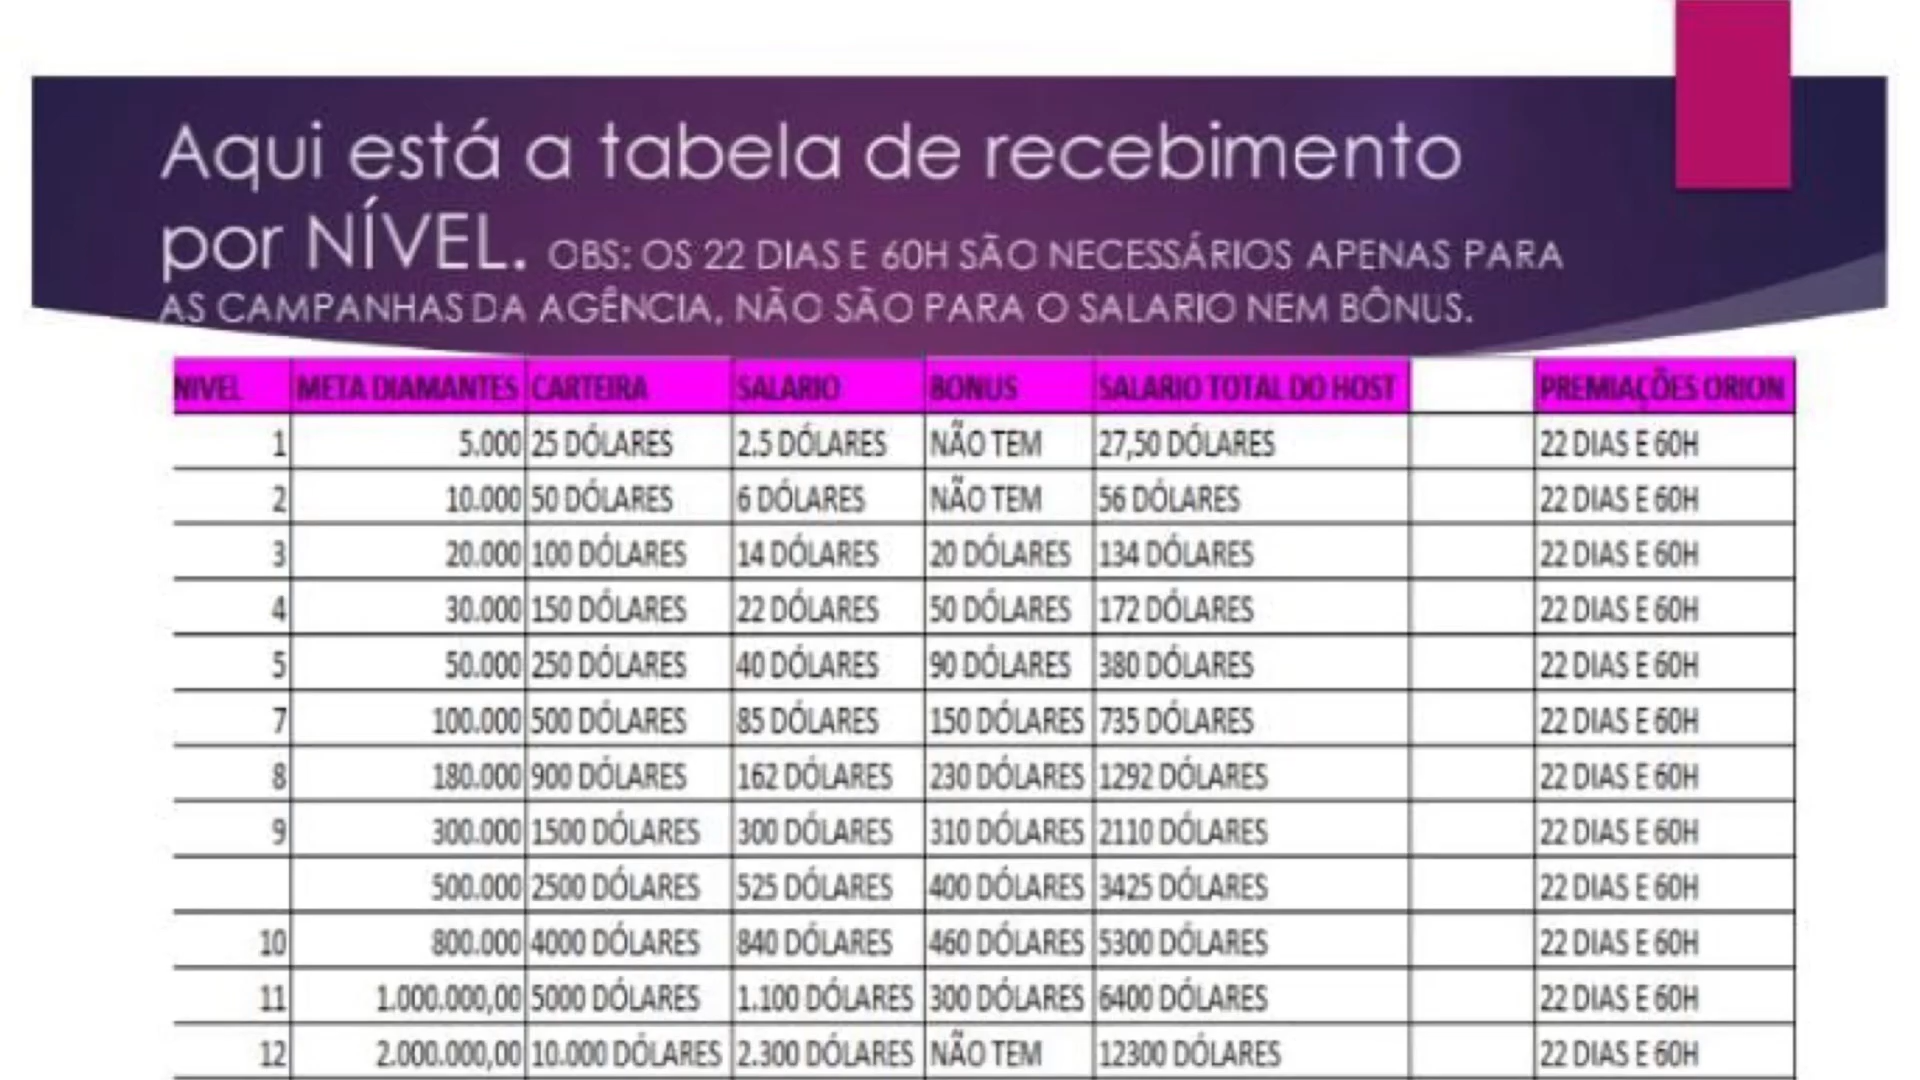 Aqui está a tabela de recebimento
por NÍVEL. OBS: OS 22 DIAS E 60H SÃO NECESSÁRIOS APENAS PARA
AS CAMPANHAS DA AGÊNCIA, NÃO SÃO PARA O SALARIO NEM BÔNUS.
NIVEL META DIAMANTES CARTEIRA SALARIO BONUS SALARIO TOTAL DO HOST PREMIAÇÕES ORION
1 5.000 25 DÓLARES 2.5 DÓLARES NÃO TEM 27,50 DÓLARES 22 DIAS E 60H
2 10.000 50 DÓLARES 6 DÓLARES NÃO TEM 56 DÓLARES 22 DIAS E 60H
3 20.000 100 DÓLARES 14 DÓLARES 20 DÓLARES 134 DÓLARES 22 DIAS E 60H
4 30.000 150 DÓLARES 22 DÓLARES 50 DÓLARES 172 DÓLARES 22 DIAS E 60H
5 50.000 250 DÓLARES 40 DÓLARES 90 DÓLARES 380 DÓLARES 22 DIAS E 60H
7 100.000 500 DÓLARES 85 DÓLARES 150 DÓLARES 735 DÓLARES 22 DIAS E 60H
8 180.000 900 DÓLARES 162 DÓLARES 230 DÓLARES 1292 DÓLARES 22 DIAS E 60H
9 300.000 1500 DÓLARES 300 DÓLARES 310 DÓLARES 2110 DÓLARES 22 DIAS E 60H
500.000 2500 DÓLARES 525 DÓLARES 400 DÓLARES 3425 DÓLARES 22 DIAS E 60H
10 800.000 4000 DÓLARES 840 DÓLARES 460 DÓLARES 5300 DÓLARES 22 DIAS E 60H
11 1.000.000,00 5000 DÓLARES 1.100 DÓLARES 300 DÓLARES 6400 DÓLARES 22 DIAS E 60H
12 2.000.000,00 10.000 DÓLARES 2.300 DÓLARES NÃO TEM 12300 DÓLARES 22 DIAS E 60H